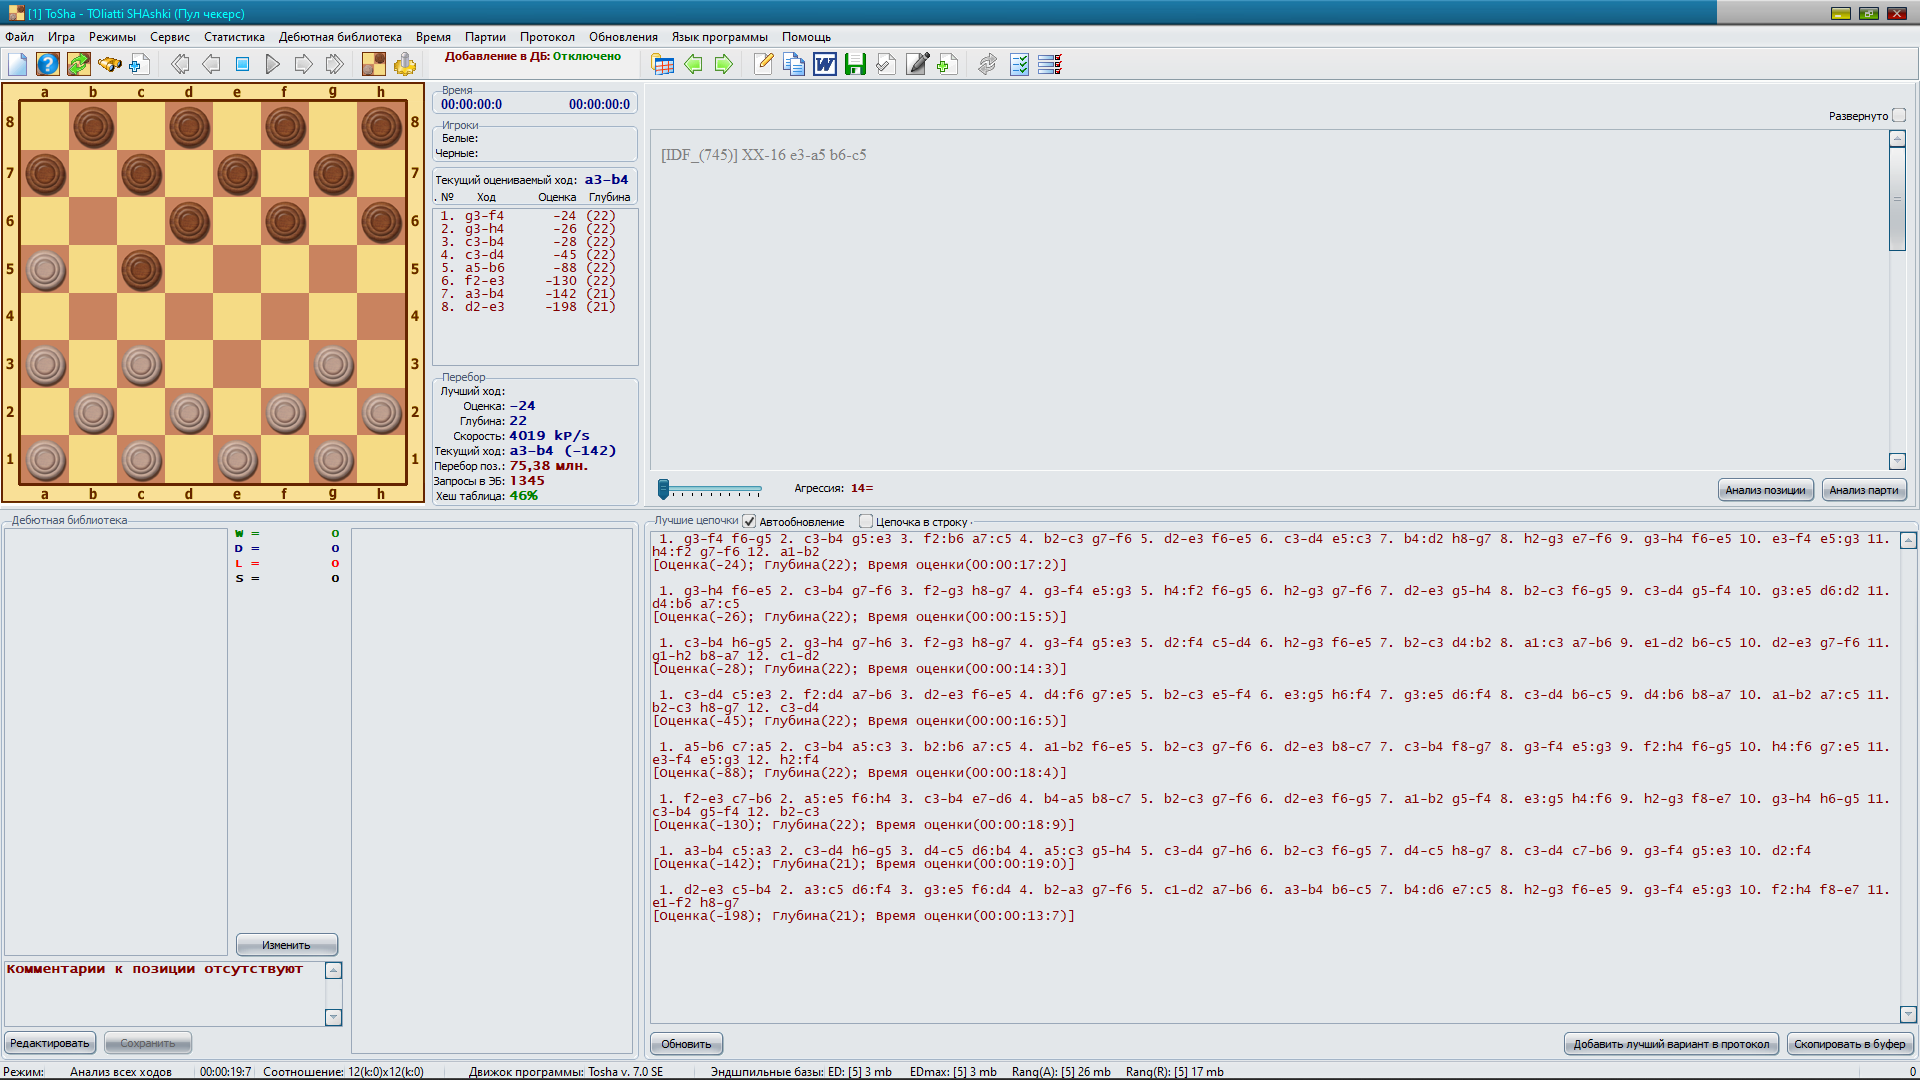 [1] ToSha - TOliatti SHAshki (Пул чекерс)
Файл Игра Режимы Сервис Статистика Дебютная библиотека Время Партии Протокол Обновления Язык программы Помощь
Добавление в ДБ: Отключено
a b c d e f g h
8 8
7 7
6 6
5 5
4 4
3 3
2 2
1 1
a b c d e f g h
Время
00:00:00:0 00:00:00:0
Игроки
Белые:
Черные:
Текущий оцениваемый ход: a3-b4
. № Ход Оценка Глубина
1. g3-f4 -24 (22)
2. g3-h4 -26 (22)
3. c3-b4 -28 (22)
4. c3-d4 -45 (22)
5. a5-b6 -88 (22)
6. f2-e3 -130 (22)
7. a3-b4 -142 (21)
8. d2-e3 -198 (21)
Перебор
Лучший ход:
Оценка: -24
Глубина: 22
Скорость: 4019 kP/s
Текущий ход: a3-b4 (-142)
Перебор поз.: 75,38 млн.
Запросы в ЭБ: 1345
Хеш таблица: 46%
Развернуто
[IDF_(745)] XX-16 e3-a5 b6-c5
Агрессия: 14=
Анализ позиции Анализ парти
Дебютная библиотека
W = 0
D = 0
L = 0
S = 0
Изменить
Комментарии к позиции отсутствуют
Редактировать Сохранить
Лучшие цепочки Автообновление Цепочка в строку
1. g3-f4 f6-g5 2. c3-b4 g5:e3 3. f2:b6 a7:c5 4. b2-c3 g7-f6 5. d2-e3 f6-e5 6. c3-d4 e5:c3 7. b4:d2 h8-g7 8. h2-g3 e7-f6 9. g3-h4 f6-e5 10. e3-f4 e5:g3 11.
h4:f2 g7-f6 12. a1-b2
[Оценка(-24); Глубина(22); Время оценки(00:00:17:2)]
1. g3-h4 f6-e5 2. c3-b4 g7-f6 3. f2-g3 h8-g7 4. g3-f4 e5:g3 5. h4:f2 f6-g5 6. h2-g3 g7-f6 7. d2-e3 g5-h4 8. b2-c3 f6-g5 9. c3-d4 g5-f4 10. g3:e5 d6:d2 11.
d4:b6 a7:c5
[Оценка(-26); Глубина(22); Время оценки(00:00:15:5)]
1. c3-b4 h6-g5 2. g3-h4 g7-h6 3. f2-g3 h8-g7 4. g3-f4 g5:e3 5. d2:f4 c5-d4 6. h2-g3 f6-e5 7. b2-c3 d4:b2 8. a1:c3 a7-b6 9. e1-d2 b6-c5 10. d2-e3 g7-f6 11.
g1-h2 b8-a7 12. c1-d2
[Оценка(-28); Глубина(22); Время оценки(00:00:14:3)]
1. c3-d4 c5:e3 2. f2:d4 a7-b6 3. d2-e3 f6-e5 4. d4:f6 g7:e5 5. b2-c3 e5-f4 6. e3:g5 h6:f4 7. g3:e5 d6:f4 8. c3-d4 b6-c5 9. d4:b6 b8-a7 10. a1-b2 a7:c5 11.
b2-c3 h8-g7 12. c3-d4
[Оценка(-45); Глубина(22); Время оценки(00:00:16:5)]
1. a5-b6 c7:a5 2. c3-b4 a5:c3 3. b2:b6 a7:c5 4. a1-b2 f6-e5 5. b2-c3 g7-f6 6. d2-e3 b8-c7 7. c3-b4 f8-g7 8. g3-f4 e5:g3 9. f2:h4 f6-g5 10. h4:f6 g7:e5 11.
e3-f4 e5:g3 12. h2:f4
[Оценка(-88); Глубина(22); Время оценки(00:00:18:4)]
1. f2-e3 c7-b6 2. a5:e5 f6:h4 3. c3-b4 e7-d6 4. b4-a5 b8-c7 5. b2-c3 g7-f6 6. d2-e3 f6-g5 7. a1-b2 g5-f4 8. e3:g5 h4:f6 9. h2-g3 f8-e7 10. g3-h4 h6-g5 11.
c3-b4 g5-f4 12. b2-c3
[Оценка(-130); Глубина(22); Время оценки(00:00:18:9)]
1. a3-b4 c5:a3 2. c3-d4 h6-g5 3. d4-c5 d6:b4 4. a5:c3 g5-h4 5. c3-d4 g7-h6 6. b2-c3 f6-g5 7. d4-c5 h8-g7 8. c3-d4 c7-b6 9. g3-f4 g5:e3 10. d2:f4
[Оценка(-142); Глубина(21); Время оценки(00:00:19:0)]
1. d2-e3 c5-b4 2. a3:c5 d6:f4 3. g3:e5 f6:d4 4. b2-a3 g7-f6 5. c1-d2 a7-b6 6. a3-b4 b6-c5 7. b4:d6 e7:c5 8. h2-g3 f6-e5 9. g3-f4 e5:g3 10. f2:h4 f8-e7 11.
e1-f2 h8-g7
[Оценка(-198); Глубина(21); Время оценки(00:00:13:7)]
Обновить Добавить лучший вариант в протокол Скопировать в буфер
Режим: Анализ всех ходов 00:00:19:7 Соотношение: 12(k:0)x12(k:0) Движок программы: Tosha v. 7.0 SE Эндшпильные базы: ED: [5] 3 mb EDmax: [5] 3 mb Rang(A): [5] 26 mb Rang(R): [5] 17 mb 0